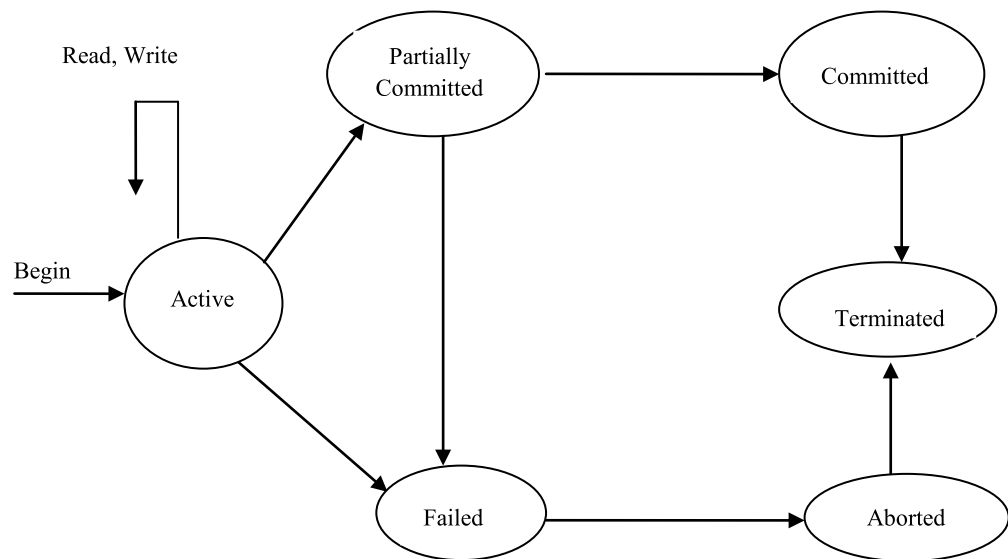 Read, Write
Partially
Committed
Committed
Begin
Active
Terminated
Failed
Aborted